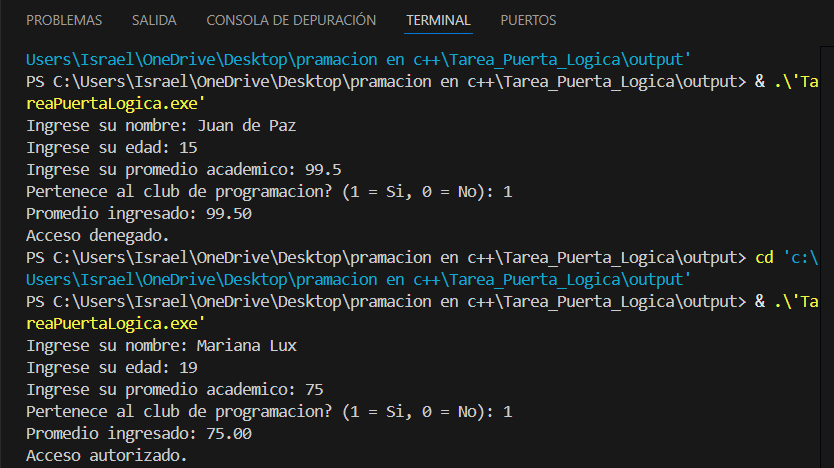 PROBLEMAS SALIDA CONSOLA DE DEPURACIÓN TERMINAL PUERTOS
Users\Israel\OneDrive\Desktop\pramacion en c++\Tarea_Puerta_Logica\output'
PS C:\Users\Israel\OneDrive\Desktop\pramacion en c++\Tarea_Puerta_Logica\output> & .\'Ta
reaPuertaLogica.exe'
Ingrese su nombre: Juan de Paz
Ingrese su edad: 15
Ingrese su promedio academico: 99.5
Pertenece al club de programacion? (1 = Si, 0 = No): 1
Promedio ingresado: 99.50
Acceso denegado.
PS C:\Users\Israel\OneDrive\Desktop\pramacion en c++\Tarea_Puerta_Logica\output> cd 'c:\
Users\Israel\OneDrive\Desktop\pramacion en c++\Tarea_Puerta_Logica\output'
PS C:\Users\Israel\OneDrive\Desktop\pramacion en c++\Tarea_Puerta_Logica\output> & .\'Ta
reaPuertaLogica.exe'
Ingrese su nombre: Mariana Lux
Ingrese su edad: 19
Ingrese su promedio academico: 75
Pertenece al club de programacion? (1 = Si, 0 = No): 1
Promedio ingresado: 75.00
Acceso autorizado.